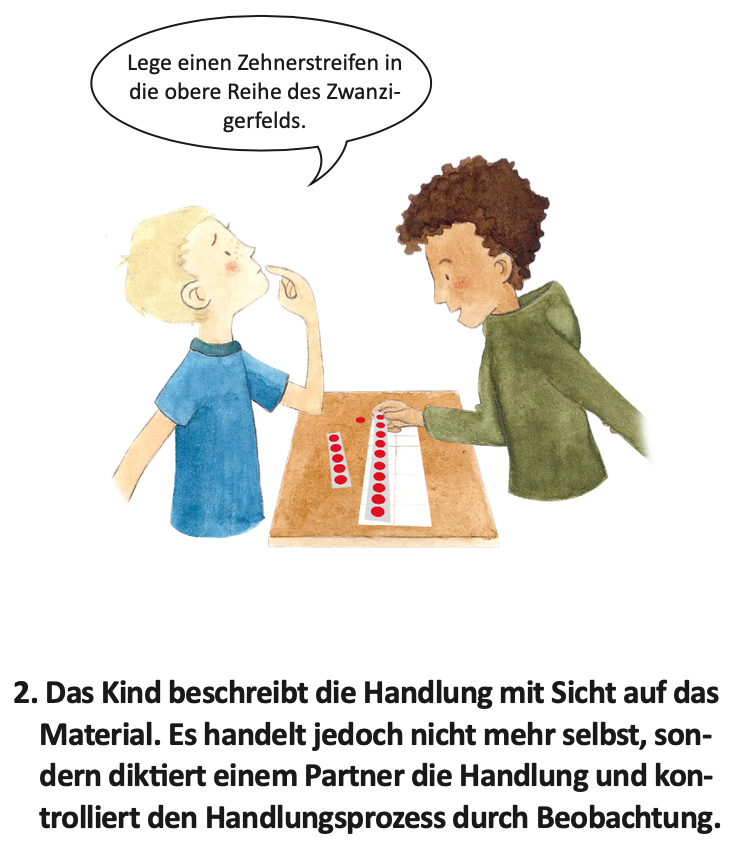 Lege einen Zehnerstreifen in
die obere Reihe des Zwanzi-
gerfelds.
2. Das Kind beschreibt die Handlung mit Sicht auf das
Material. Es handelt jedoch nicht mehr selbst, son-
dern diktiert einem Partner die Handlung und kon-
trolliert den Handlungsprozess durch Beobachtung.